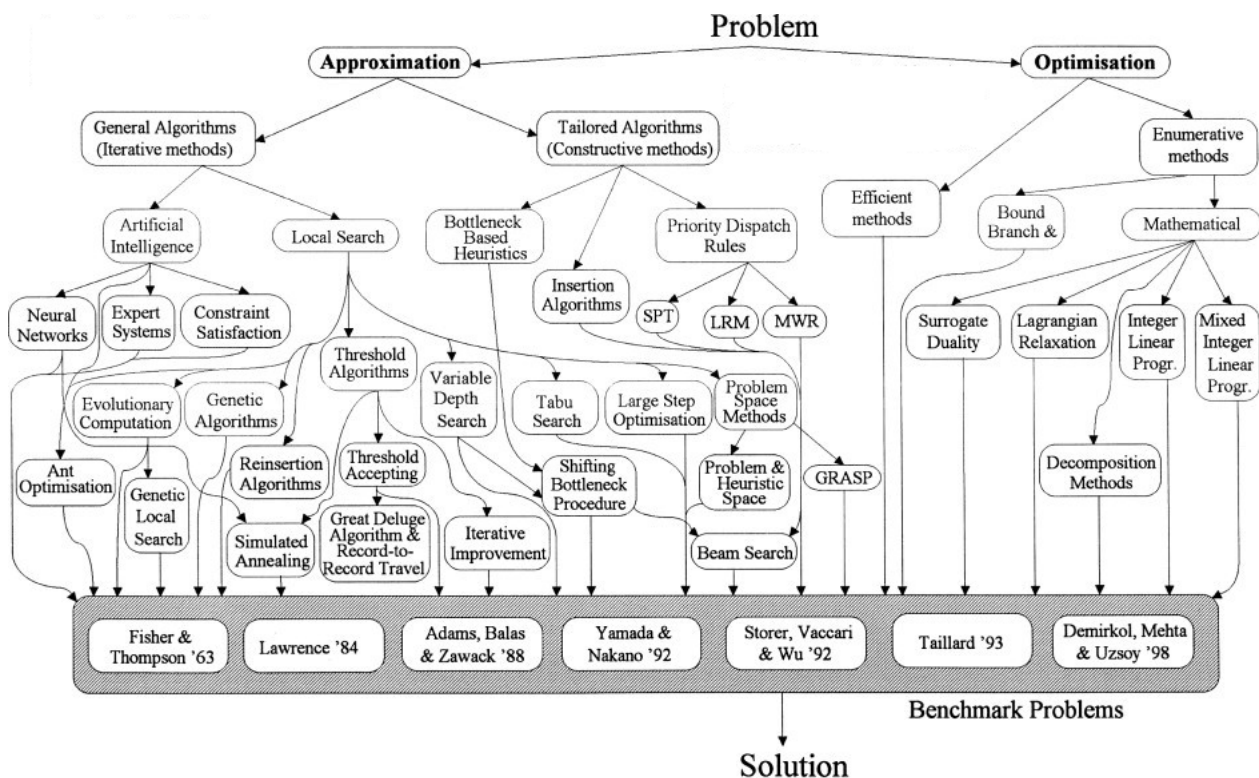 Problem
Approximation
Optimisation
General Algorithms
(Iterative methods)
Tailored Algorithms
(Constructive methods)
Enumerative
methods
Artificial
Intelligence
Local Search
Bottleneck
Based
Heuristics
Priority Dispatch
Rules
Efficient
methods
Bound
Branch &
Mathematical
Neural
Networks
Expert
Systems
Constraint
Satisfaction
Insertion
Algorithms
SPT
LRM
MWR
Surrogate
Duality
Lagrangian
Relaxation
Integer
Linear
Progr.
Mixed
Integer
Linear
Progr.
Evolutionary
Computation
Genetic
Algorithms
Threshold
Algorithms
Variable
Depth
Search
Tabu
Search
Large Step
Optimisation
Problem
Space
Methods
Ant
Optimisation
Genetic
Local
Search
Reinsertion
Algorithms
Threshold
Accepting
Shifting
Bottleneck
Procedure
Problem &
Heuristic
Space
GRASP
Decomposition
Methods
Simulated
Annealing
Great Deluge
Algorithm &
Record-to-
Record Travel
Iterative
Improvement
Beam Search
Fisher &
Thompson '63
Lawrence '84
Adams, Balas
& Zawack '88
Yamada &
Nakano '92
Storer, Vaccari
& Wu '92
Taillard '93
Demirkol, Mehta
& Uzsoy '98
Benchmark Problems
Solution